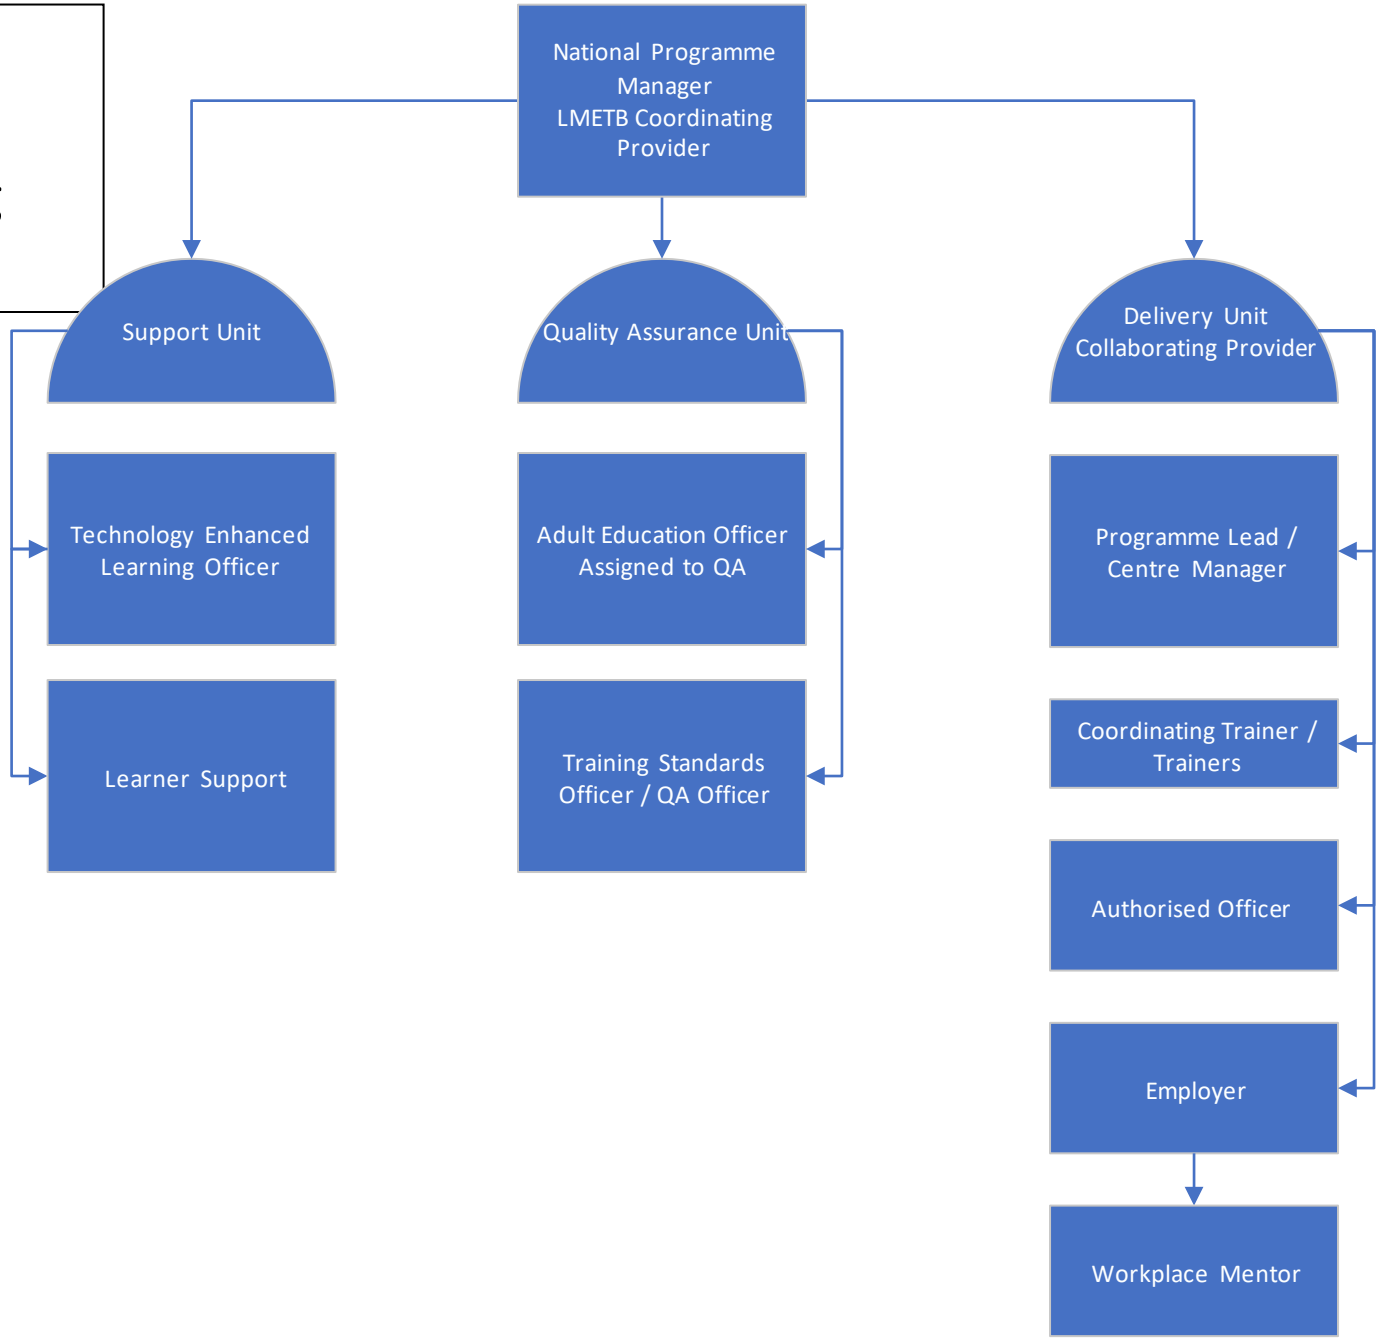 National Programme
Manager
LMETB Coordinating
Provider
Support Unit
Quality Assurance Unit
Delivery Unit
Collaborating Provider
Technology Enhanced
Learning Officer
Adult Education Officer
Assigned to QA
Programme Lead /
Centre Manager
Learner Support
Training Standards
Officer / QA Officer
Coordinating Trainer /
Trainers
Authorised Officer
Employer
Workplace Mentor